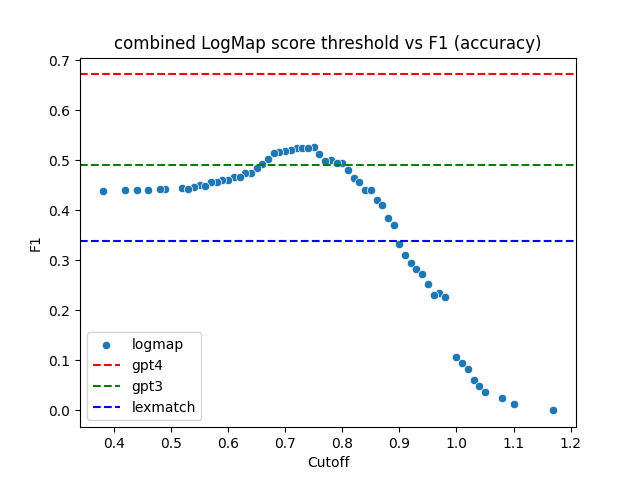 combined LogMap score threshold vs F1 (accuracy)
0.7
0.6
0.5
0.4
0.3
0.2
0.1
0.0
F1
logmap
gpt4
gpt3
lexmatch
0.4 0.5 0.6 0.7 0.8 0.9 1.0 1.1 1.2
Cutoff